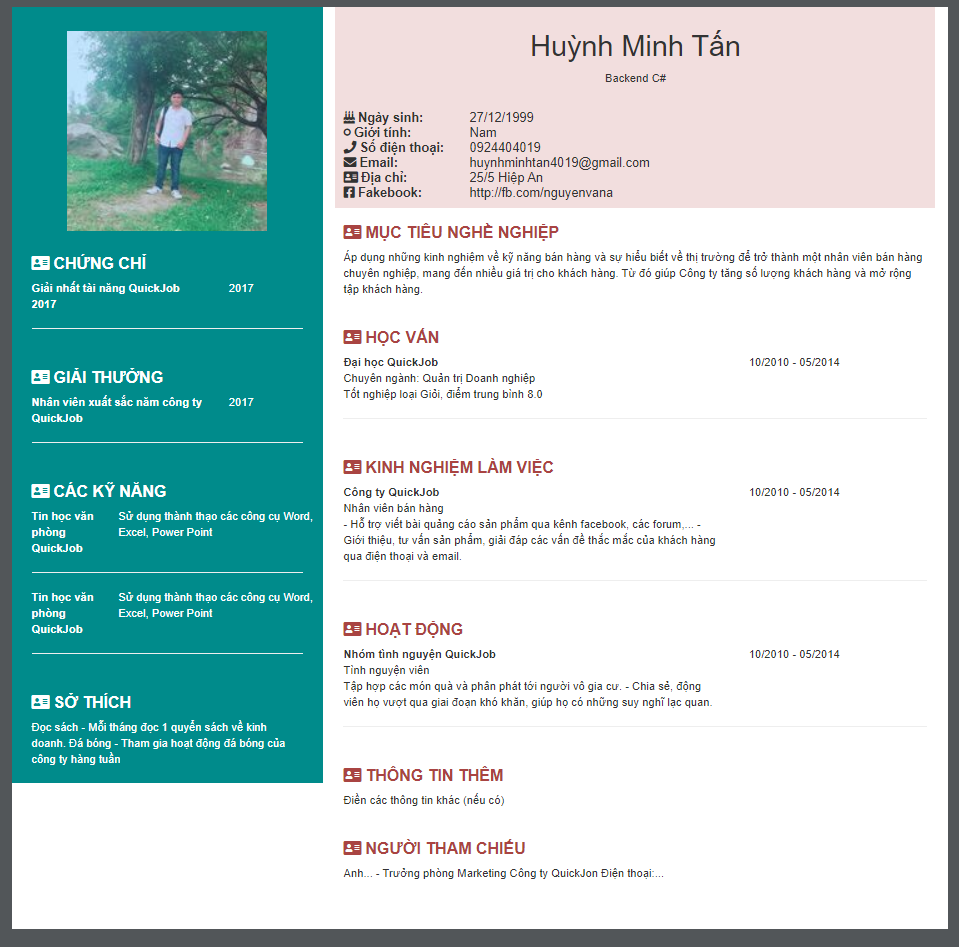 Huỳnh Minh Tấn
Backend C#
Ngày sinh: 27/12/1999
Giới tính: Nam
Số điện thoại: 0924404019
Email: huynhminhtan4019@gmail.com
Địa chỉ: 25/5 Hiệp An
Fakebook: http://fb.com/nguyenvana
CHỨNG CHỈ
Giải nhất tài năng QuickJob 2017
2017
GIẢI THƯỞNG
Nhân viên xuất sắc năm công ty 2017
QuickJob
CÁC KỸ NĂNG
Tin học văn Sử dụng thành thạo các công cụ Word,
phòng Excel, Power Point
QuickJob
Tin học văn Sử dụng thành thạo các công cụ Word,
phòng Excel, Power Point
QuickJob
SỞ THÍCH
Đọc sách - Mỗi tháng đọc 1 quyển sách về kinh
doanh. Đá bóng - Tham gia hoạt động đá bóng của
công ty hàng tuần
MỤC TIÊU NGHỀ NGHIỆP
Áp dụng những kinh nghiệm về kỹ năng bán hàng và sự hiểu biết về thị trường để trở thành một nhân viên bán hàng
chuyên nghiệp, mang đến nhiều giá trị cho khách hàng. Từ đó giúp Công ty tăng số lượng khách hàng và mở rộng
tập khách hàng.
HỌC VẤN
Đại học QuickJob 10/2010 - 05/2014
Chuyên ngành: Quản trị Doanh nghiệp
Tốt nghiệp loại Giỏi, điểm trung bình 8.0
KINH NGHIỆM LÀM VIỆC
Công ty QuickJob 10/2010 - 05/2014
Nhân viên bán hàng
- Hỗ trợ viết bài quảng cáo sản phẩm qua kênh facebook, các forum,... -
Giới thiệu, tư vấn sản phẩm, giải đáp các vấn đề thắc mắc của khách hàng
qua điện thoại và email.
HOẠT ĐỘNG
Nhóm tình nguyện QuickJob 10/2010 - 05/2014
Tình nguyện viên
Tập hợp các món quà và phân phát tới người vô gia cư. - Chia sẻ, động
viên họ vượt qua giai đoạn khó khăn, giúp họ có những suy nghĩ lạc quan.
THÔNG TIN THÊM
Điền các thông tin khác (nếu có)
NGƯỜI THAM CHIẾU
Anh... - Trưởng phòng Marketing Công ty QuickJon Điện thoại:...